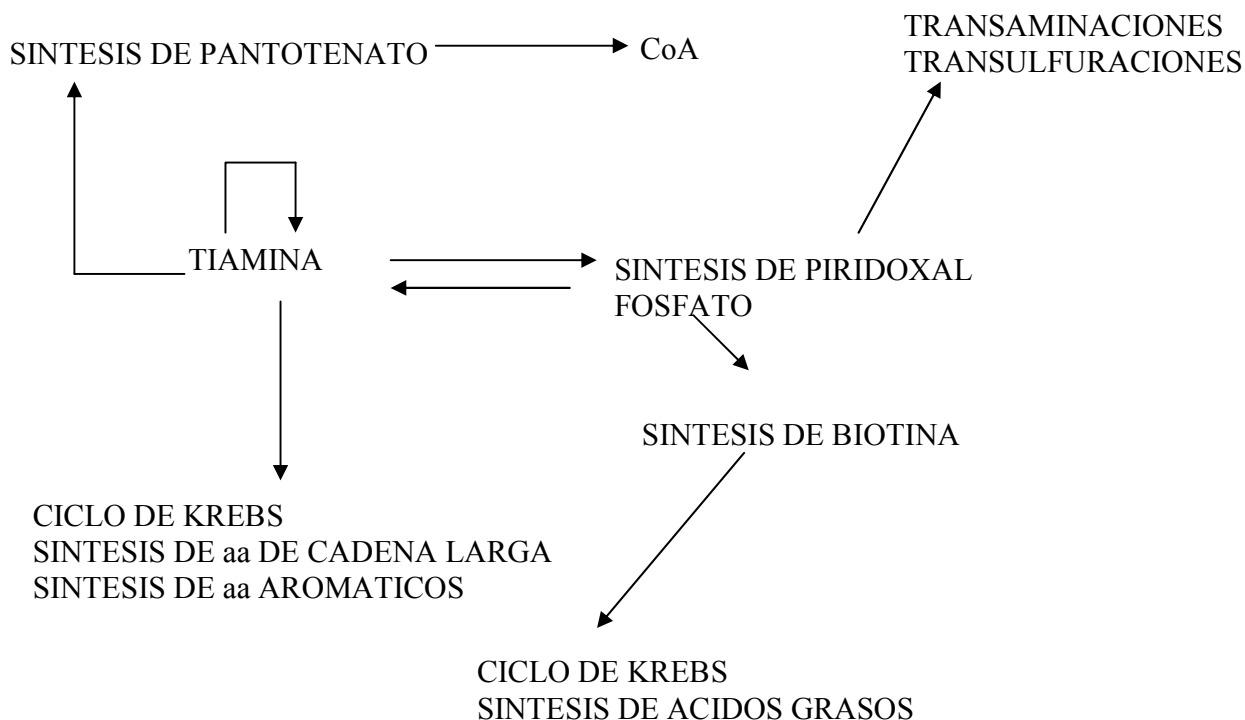 SINTESIS DE PANTOTENATO
CoA
TRANSAMINACIONES
TRANSULFURACIONES
TIAMINA
SINTESIS DE PIRIDOXAL
FOSFATO
SINTESIS DE BIOTINA
CICLO DE KREBS
SINTESIS DE aa DE CADENA LARGA
SINTESIS DE aa AROMATICOS
CICLO DE KREBS
SINTESIS DE ACIDOS GRASOS